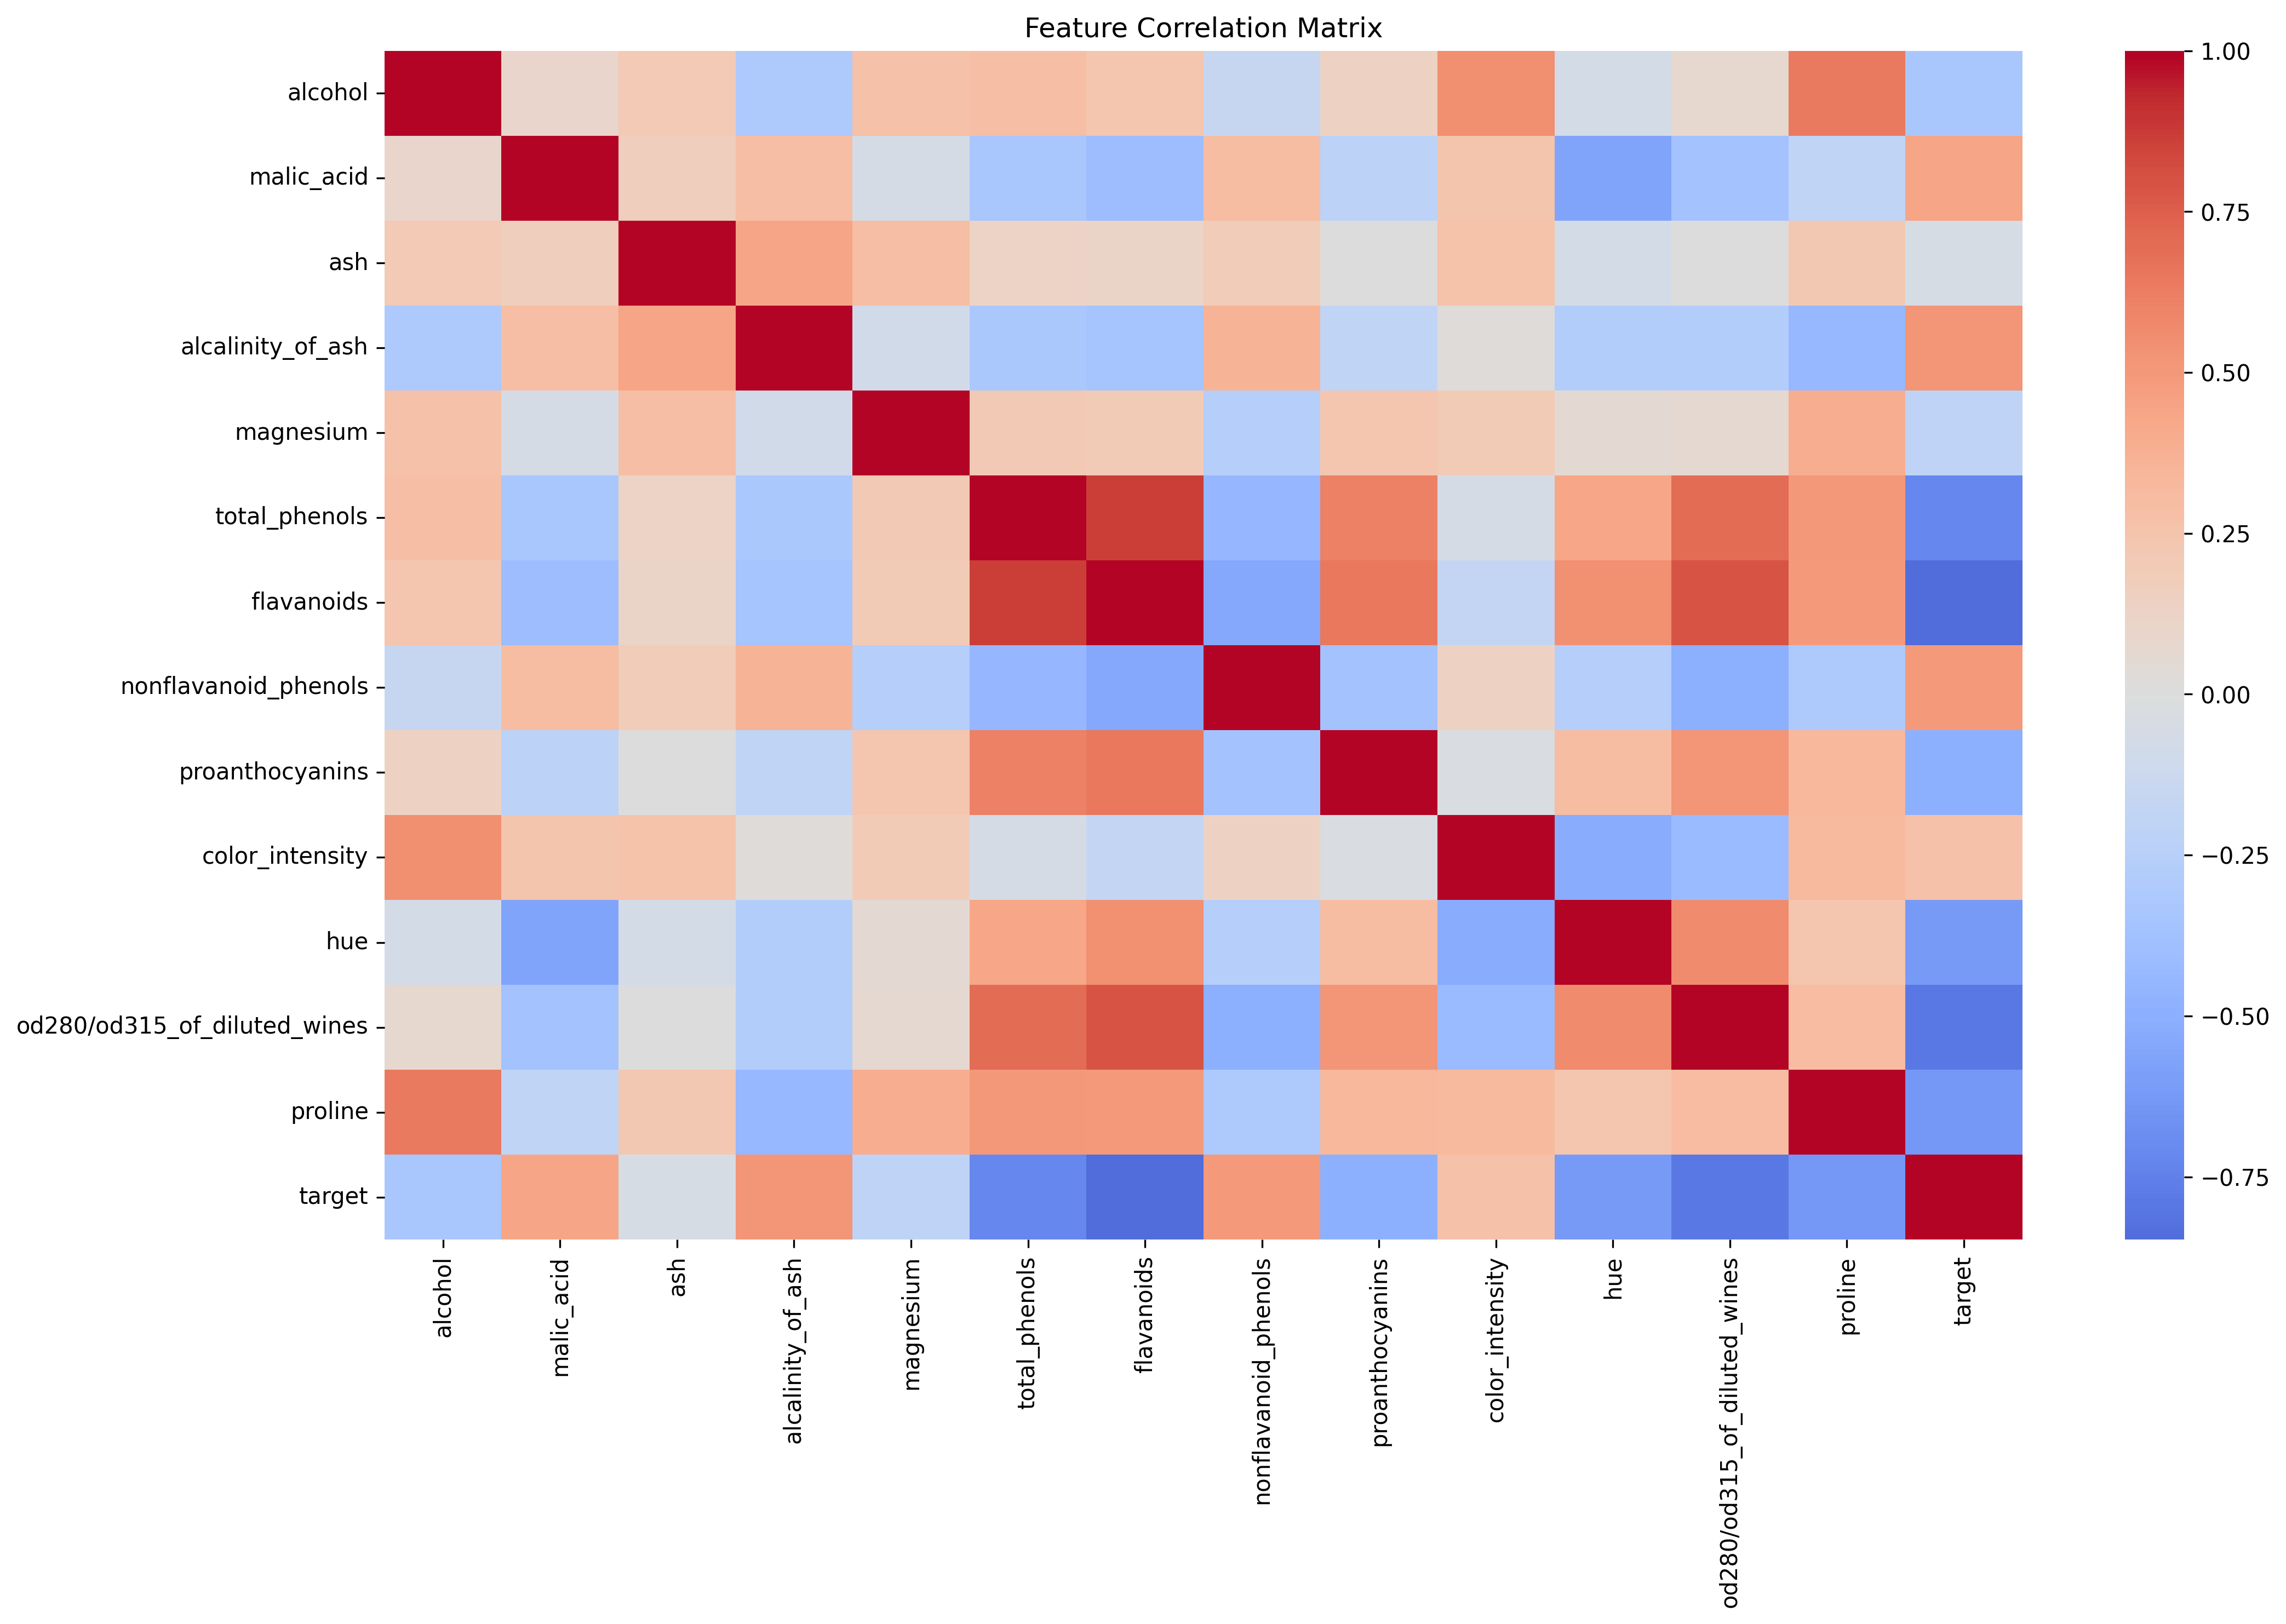 Feature Correlation Matrix
alcohol
malic_acid
ash
alcalinity_of_ash
magnesium
total_phenols
flavanoids
nonflavanoid_phenols
proanthocyanins
color_intensity
hue
od280/od315_of_diluted_wines
proline
target
alcohol
malic_acid
ash
alcalinity_of_ash
magnesium
total_phenols
flavanoids
nonflavanoid_phenols
proanthocyanins
color_intensity
hue
od280/od315_of_diluted_wines
proline
target
1.00
0.75
0.50
0.25
0.00
−0.25
−0.50
−0.75